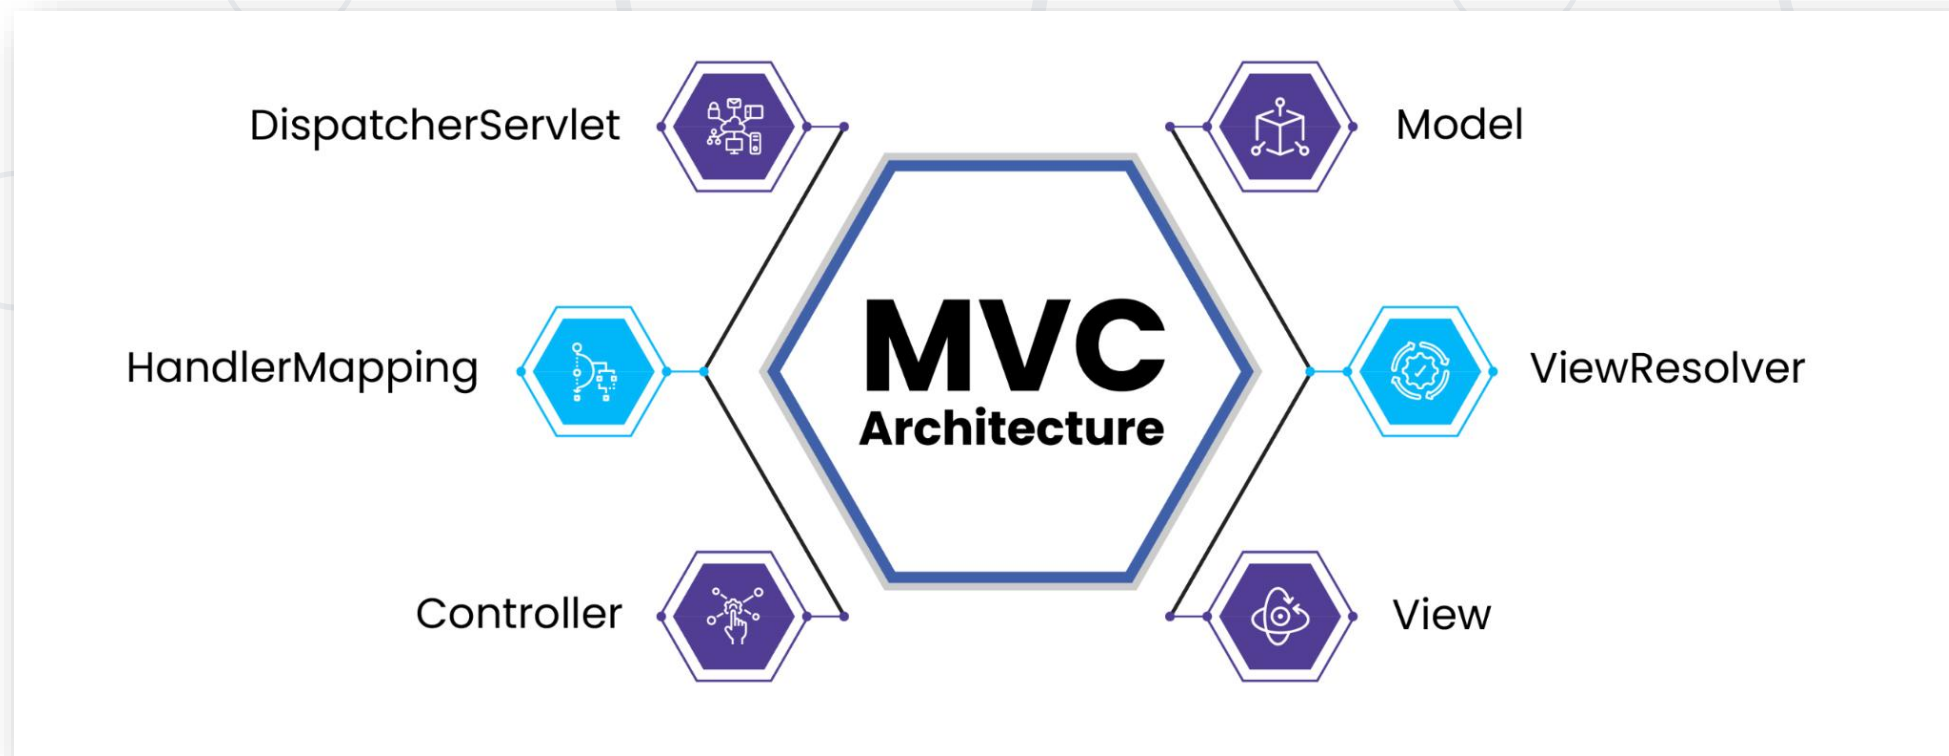 DispatcherServlet
Model
HandlerMapping
MVC
Architecture
ViewResolver
Controller
View